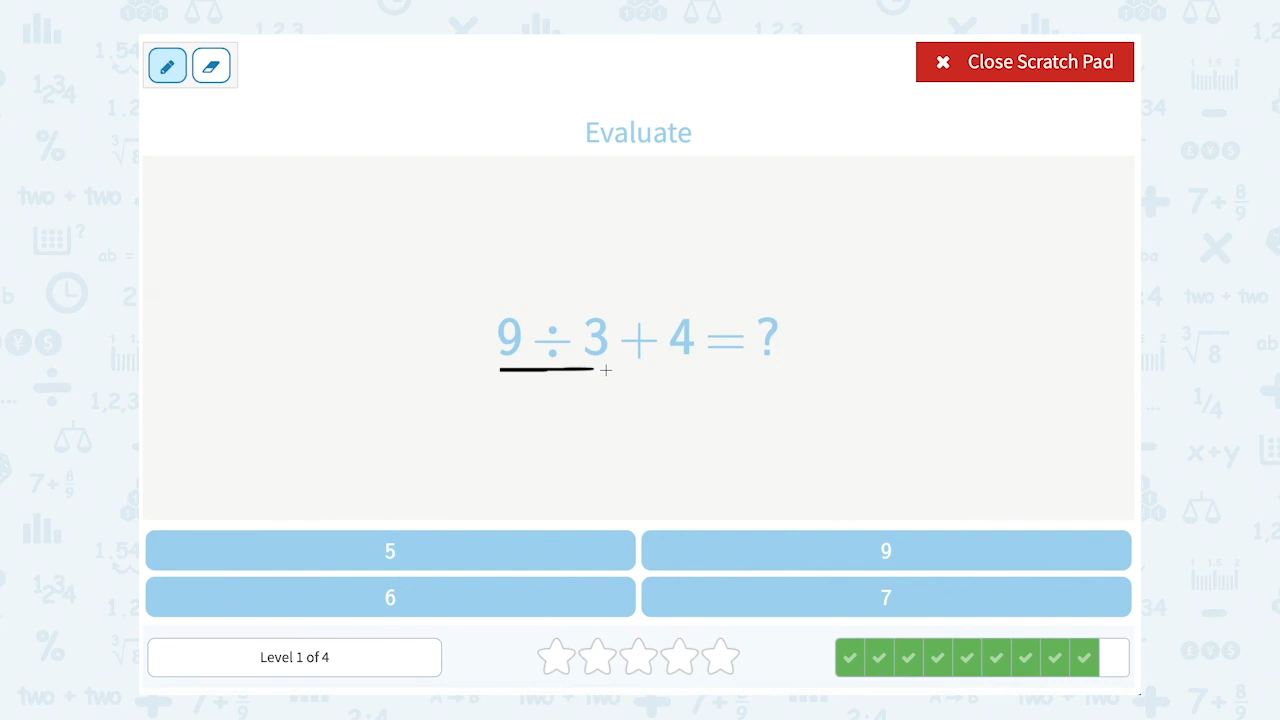 Close Scratch Pad
Evaluate
9 ÷ 3 + 4 = ?
5
9
6
7
Level 1 of 4